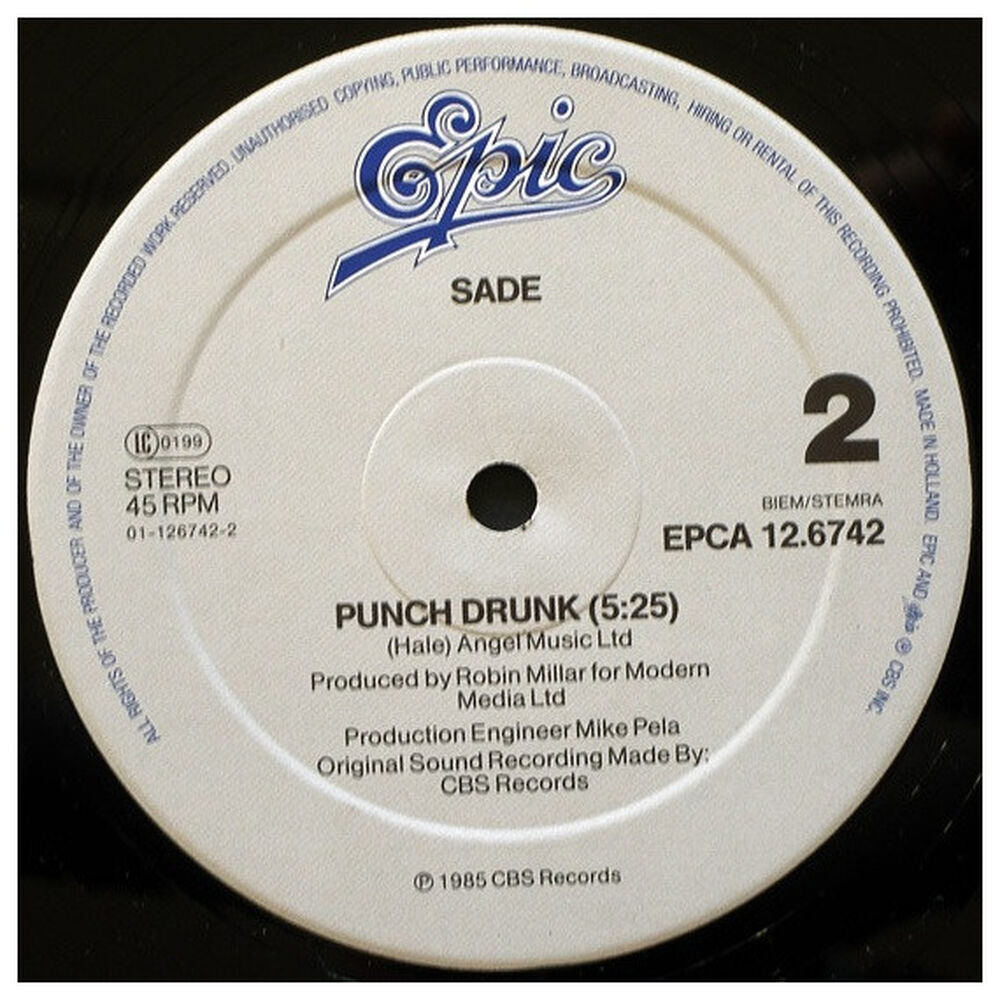 ALL RIGHTS OF THE PRODUCER AND OF THE OWNER OF THE RECORDED WORK RESERVED. UNAUTHORISED COPYING, PUBLIC PERFORMANCE, BROADCASTING, HIRING OR RENTAL OF THIS RECORDING PROHIBITED. MADE IN HOLLAND. EPIC AND Epic ® CBS INC.
Epic
SADE
2
LC 0199
STEREO
45 RPM
01-126742-2
BIEM/STEMRA
EPCA 12.6742
PUNCH DRUNK (5:25)
(Hale) Angel Music Ltd
Produced by Robin Millar for Modern
Media Ltd
Production Engineer Mike Pela
Original Sound Recording Made By:
CBS Records
℗ 1985 CBS Records